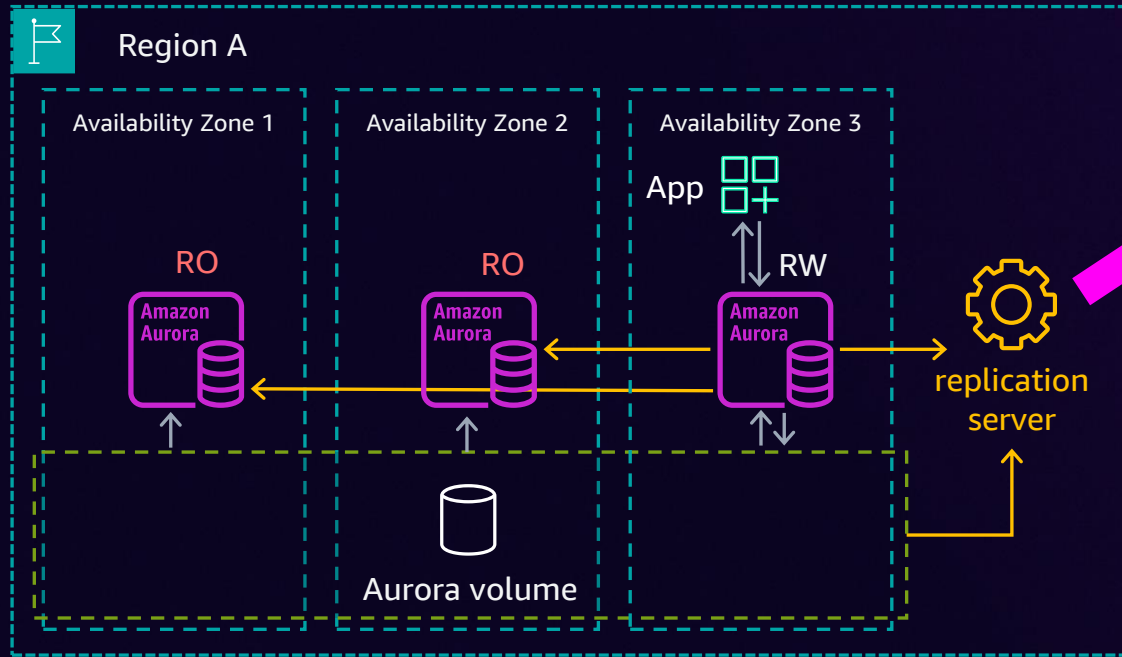 Region A
Availability Zone 1
Availability Zone 2
Availability Zone 3
App
RO
RO
RW
Amazon
Aurora
Amazon
Aurora
Amazon
Aurora
replication
server
Aurora volume